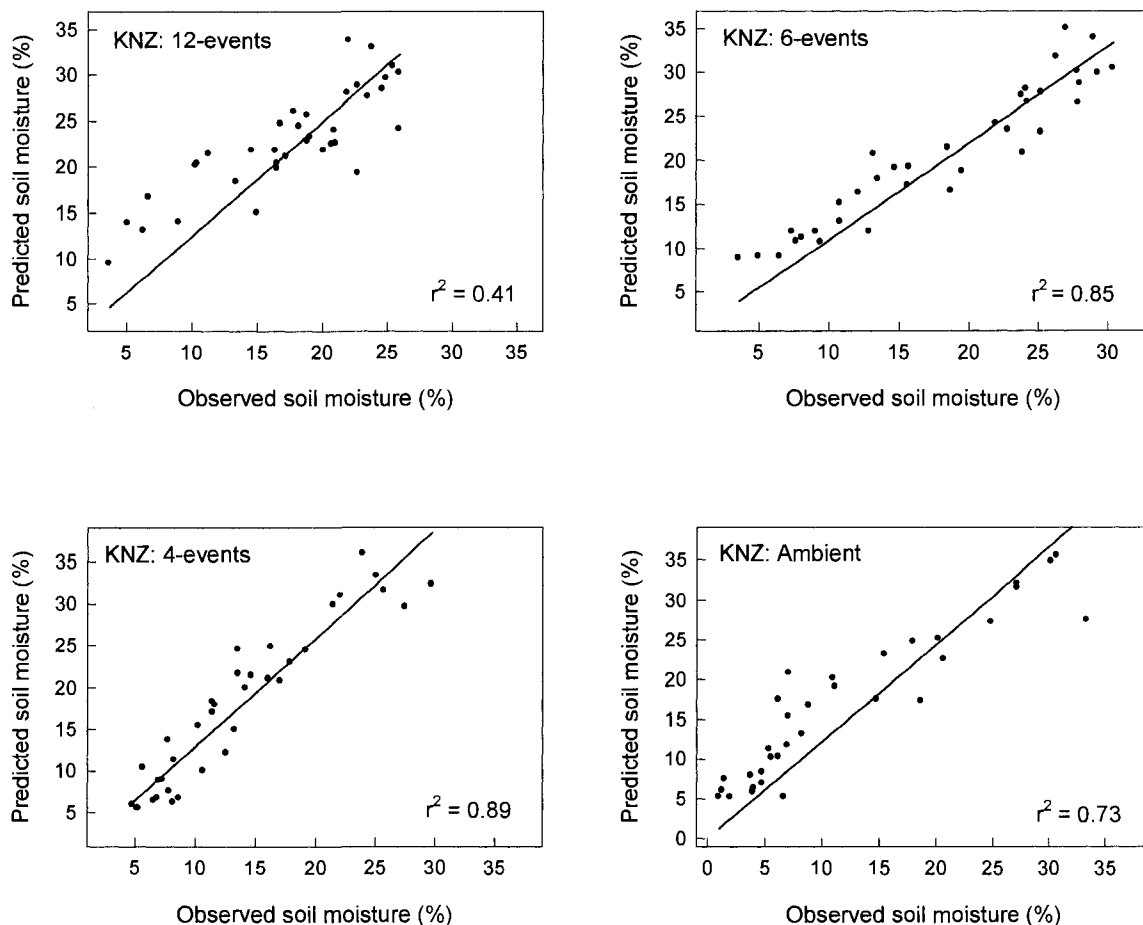 KNZ: 12-events
35
30
25
20
15
10
5
Predicted soil moisture (%)
r² = 0.41
5 10 15 20 25 30 35
Observed soil moisture (%)
KNZ: 6-events
35
30
25
20
15
10
5
Predicted soil moisture (%)
r² = 0.85
5 10 15 20 25 30
Observed soil moisture (%)
KNZ: 4-events
35
30
25
20
15
10
5
Predicted soil moisture (%)
r² = 0.89
5 10 15 20 25 30 35
Observed soil moisture (%)
KNZ: Ambient
35
30
25
20
15
10
5
0
Predicted soil moisture (%)
r² = 0.73
0 5 10 15 20 25 30 35
Observed soil moisture (%)